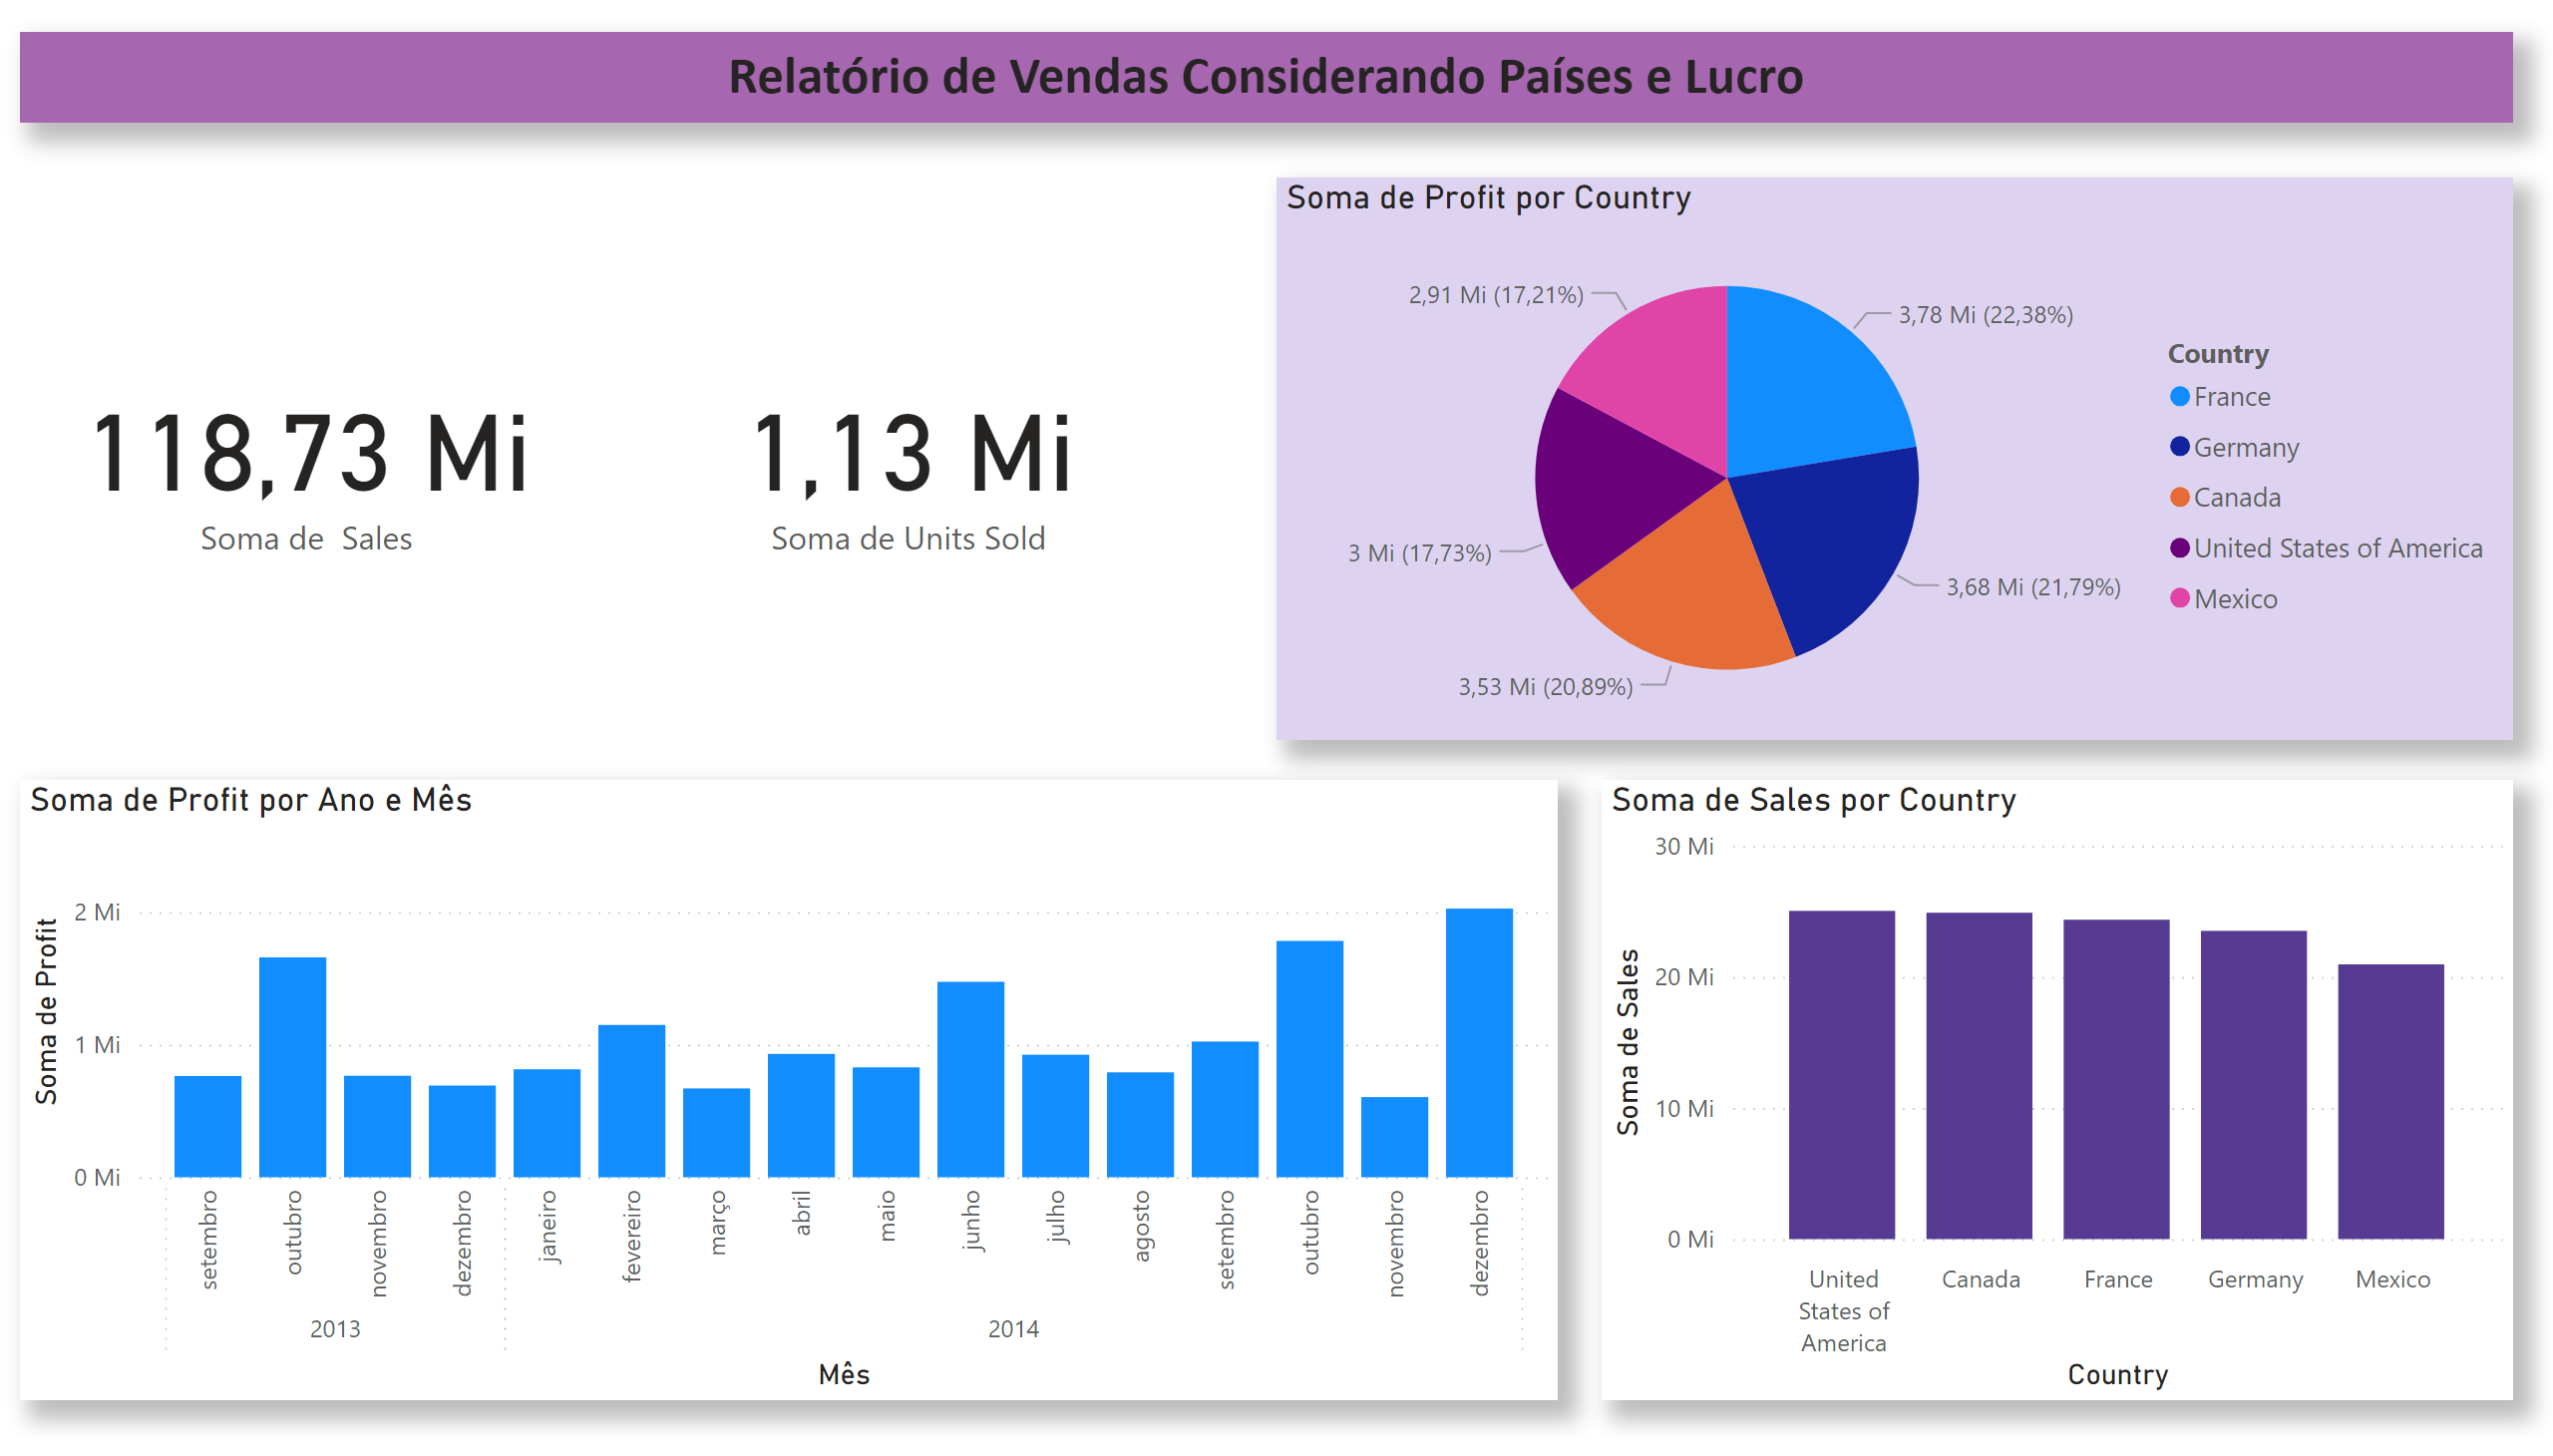 Relatório de Vendas Considerando Países e Lucro
118,73 Mi
Soma de  Sales
1,13 Mi
Soma de Units Sold
Soma de Profit por Country
2,91 Mi (17,21%)
3,78 Mi (22,38%)
3 Mi (17,73%)
3,68 Mi (21,79%)
3,53 Mi (20,89%)
Country
France
Germany
Canada
United States of America
Mexico
Soma de Profit por Ano e Mês
Soma de Profit
2 Mi
1 Mi
0 Mi
setembro
outubro
novembro
dezembro
janeiro
fevereiro
março
abril
maio
junho
julho
agosto
setembro
outubro
novembro
dezembro
2013
2014
Mês
Soma de Sales por Country
Soma de Sales
30 Mi
20 Mi
10 Mi
0 Mi
United
States of
America
Canada
France
Germany
Mexico
Country